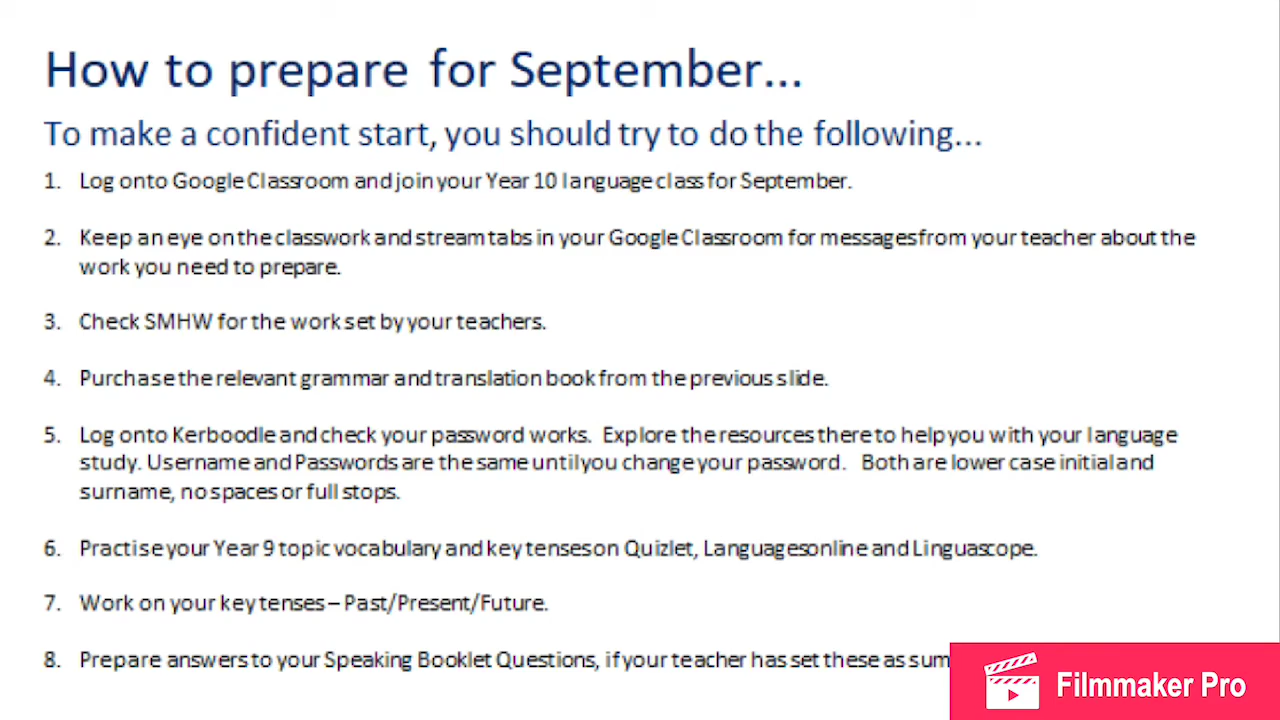 How to prepare for September...
To make a confident start, you should try to do the following...
1. Log onto Google Classroom and join your Year 10 language class for September.
2. Keep an eye on the classwork and stream tabs in your Google Classroom for messages from your teacher about the
work you need to prepare.
3. Check SMHW for the work set by your teachers.
4. Purchase the relevant grammar and translation book from the previous slide.
5. Log onto Kerboodle and check your password works. Explore the resources there to help you with your language
study. Username and Passwords are the same until you change your password. Both are lower case initial and
surname, no spaces or full stops.
6. Practise your Year 9 topic vocabulary and key tenses on Quizlet, Languagesonline and Linguascope.
7. Work on your key tenses – Past/Present/Future.
8. Prepare answers to your Speaking Booklet Questions, if your teacher has set these as
Filmmaker Pro